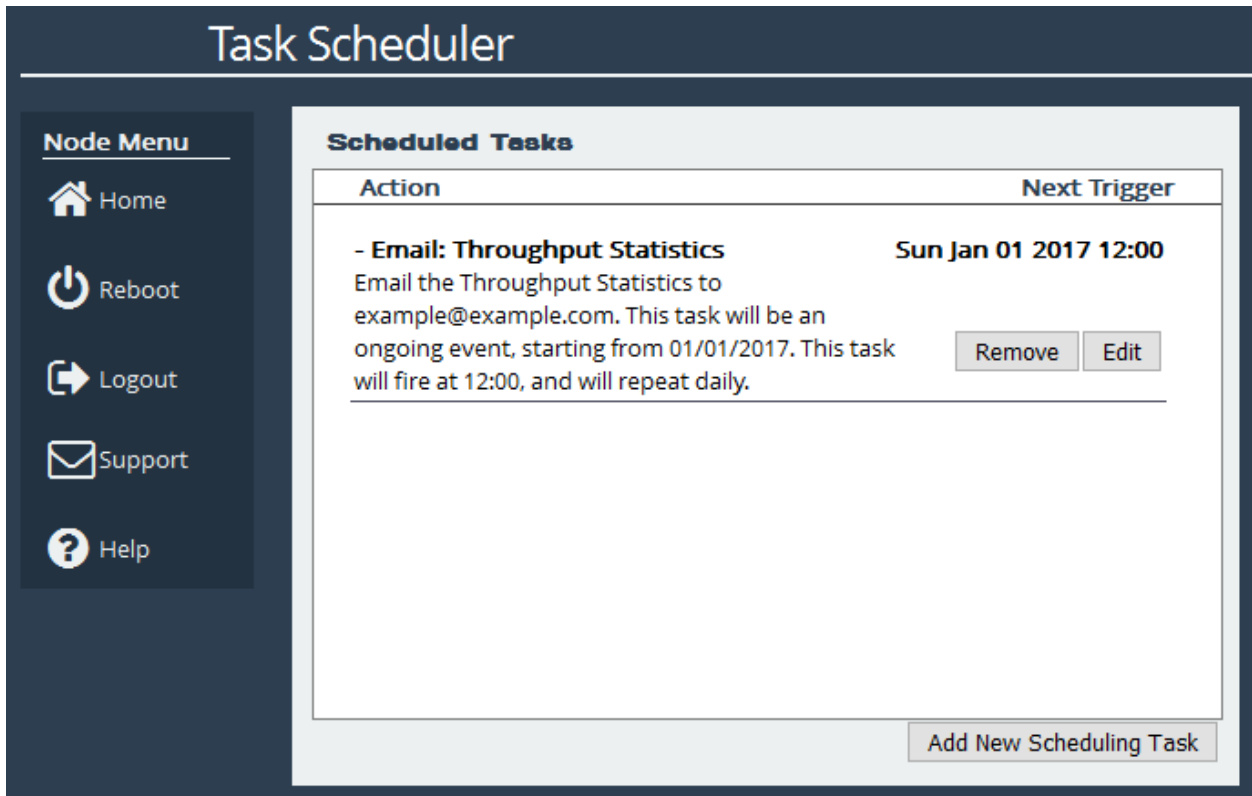 Task Scheduler
Node Menu
Home
Reboot
Logout
Support
Help
Scheduled Tasks
Action Next Trigger
- Email: Throughput Statistics Sun Jan 01 2017 12:00
Email the Throughput Statistics to
example@example.com. This task will be an
ongoing event, starting from 01/01/2017. This task
will fire at 12:00, and will repeat daily.
Remove Edit
Add New Scheduling Task